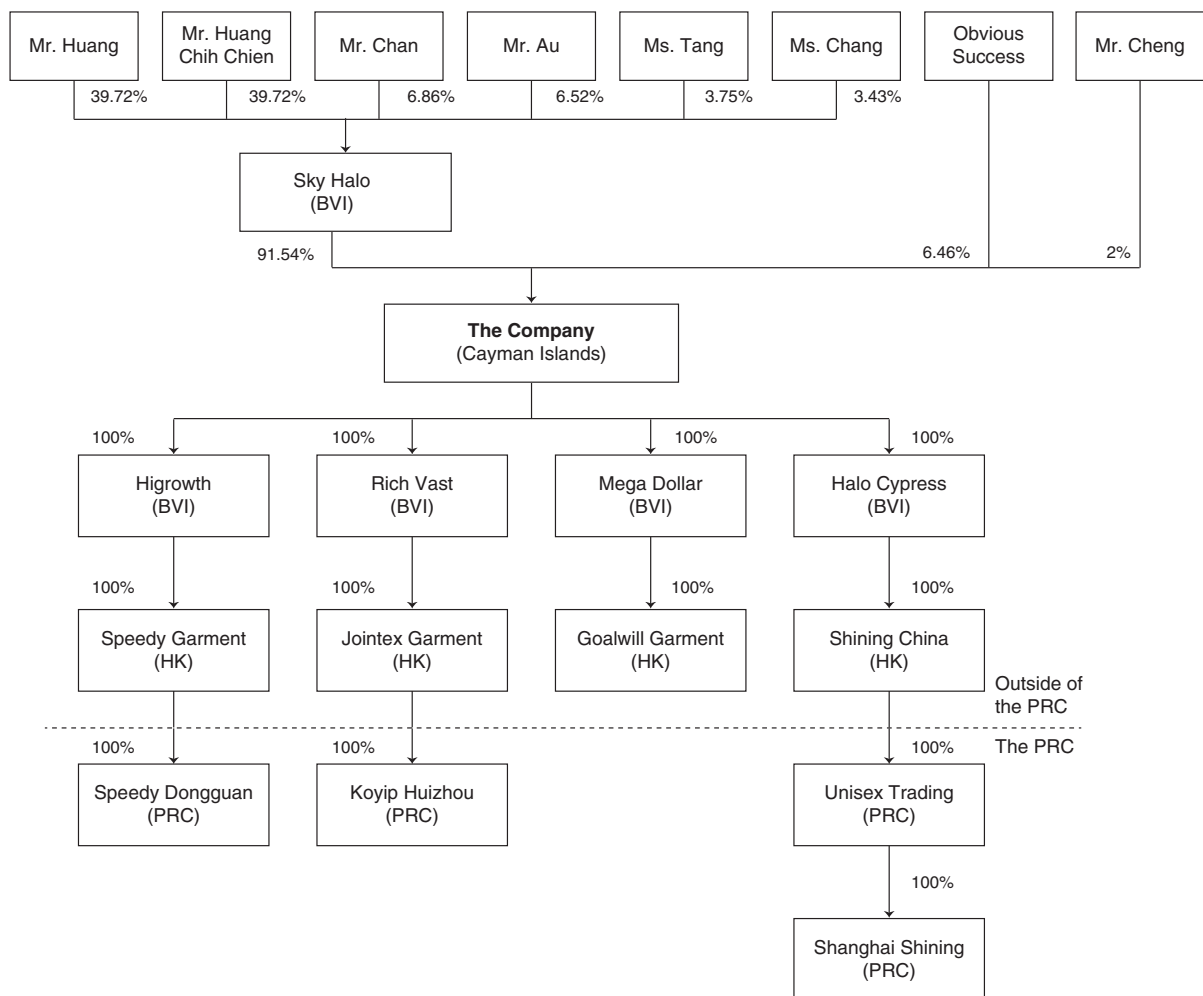 Mr. Huang
Mr. Huang
Chih Chien
Mr. Chan
Mr. Au
Ms. Tang
Ms. Chang
Obvious
Success
Mr. Cheng
39.72%
39.72%
6.86%
6.52%
3.75%
3.43%
Sky Halo
(BVI)
91.54%
6.46%
2%
The Company
(Cayman Islands)
100%
100%
100%
100%
Higrowth
(BVI)
Rich Vast
(BVI)
Mega Dollar
(BVI)
Halo Cypress
(BVI)
100%
100%
100%
100%
Speedy Garment
(HK)
Jointex Garment
(HK)
Goalwill Garment
(HK)
Shining China
(HK)
Outside of
the PRC
The PRC
100%
100%
100%
Speedy Dongguan
(PRC)
Koyip Huizhou
(PRC)
Unisex Trading
(PRC)
100%
Shanghai Shining
(PRC)